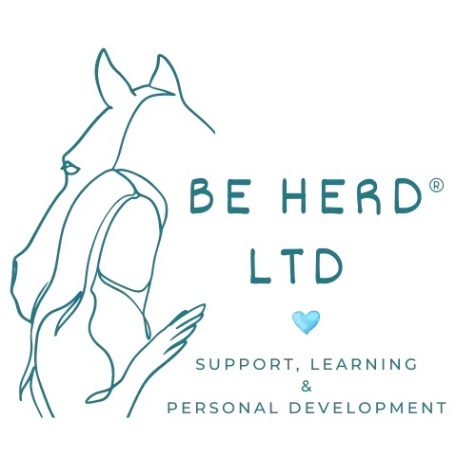 BE HERD®
LTD
SUPPORT, LEARNING
&
PERSONAL DEVELOPMENT